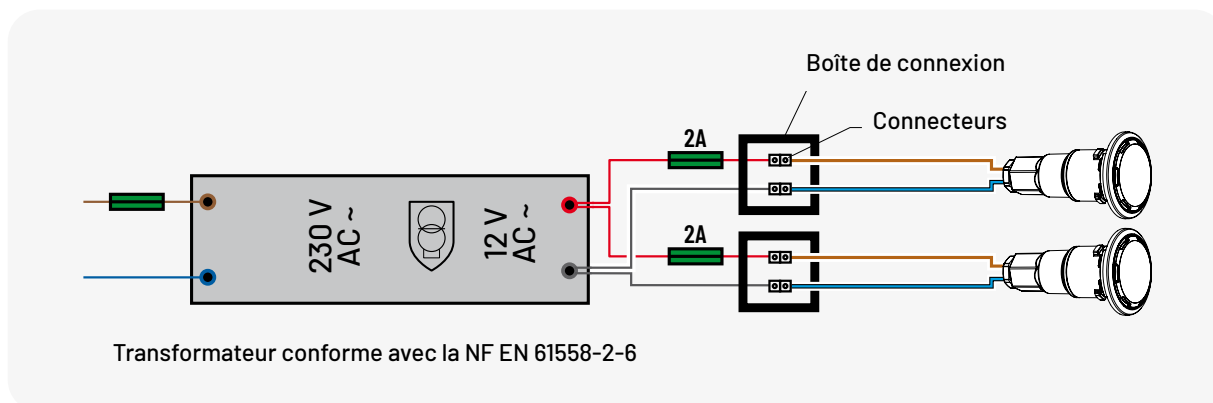 Boîte de connexion
Connecteurs
2A
230 V
AC ~
12 V
AC ~
2A
Transformateur conforme avec la NF EN 61558-2-6